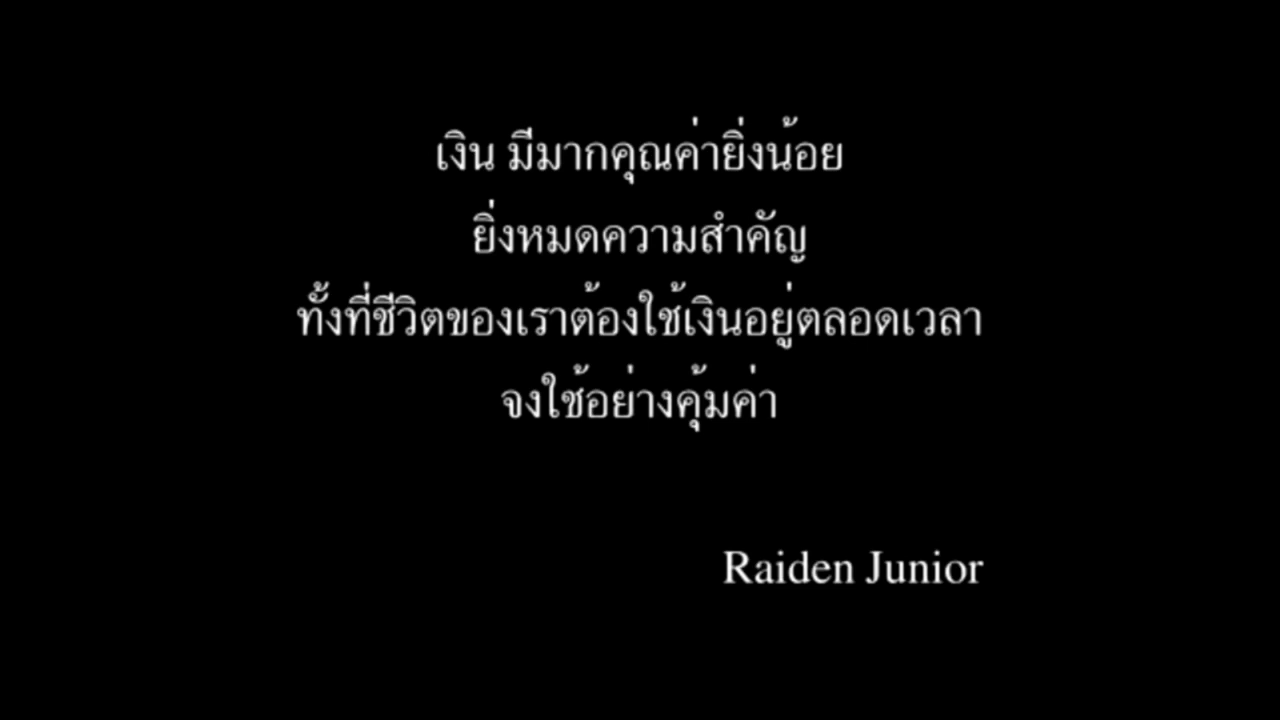 เงิน มีมากคุณค่ายิ่งน้อย
ยิ่งหมดความสำคัญ
ทั้งที่ชีวิตของเราต้องใช้เงินอยู่ตลอดเวลา
จงใช้อย่างคุ้มค่า
Raiden Junior